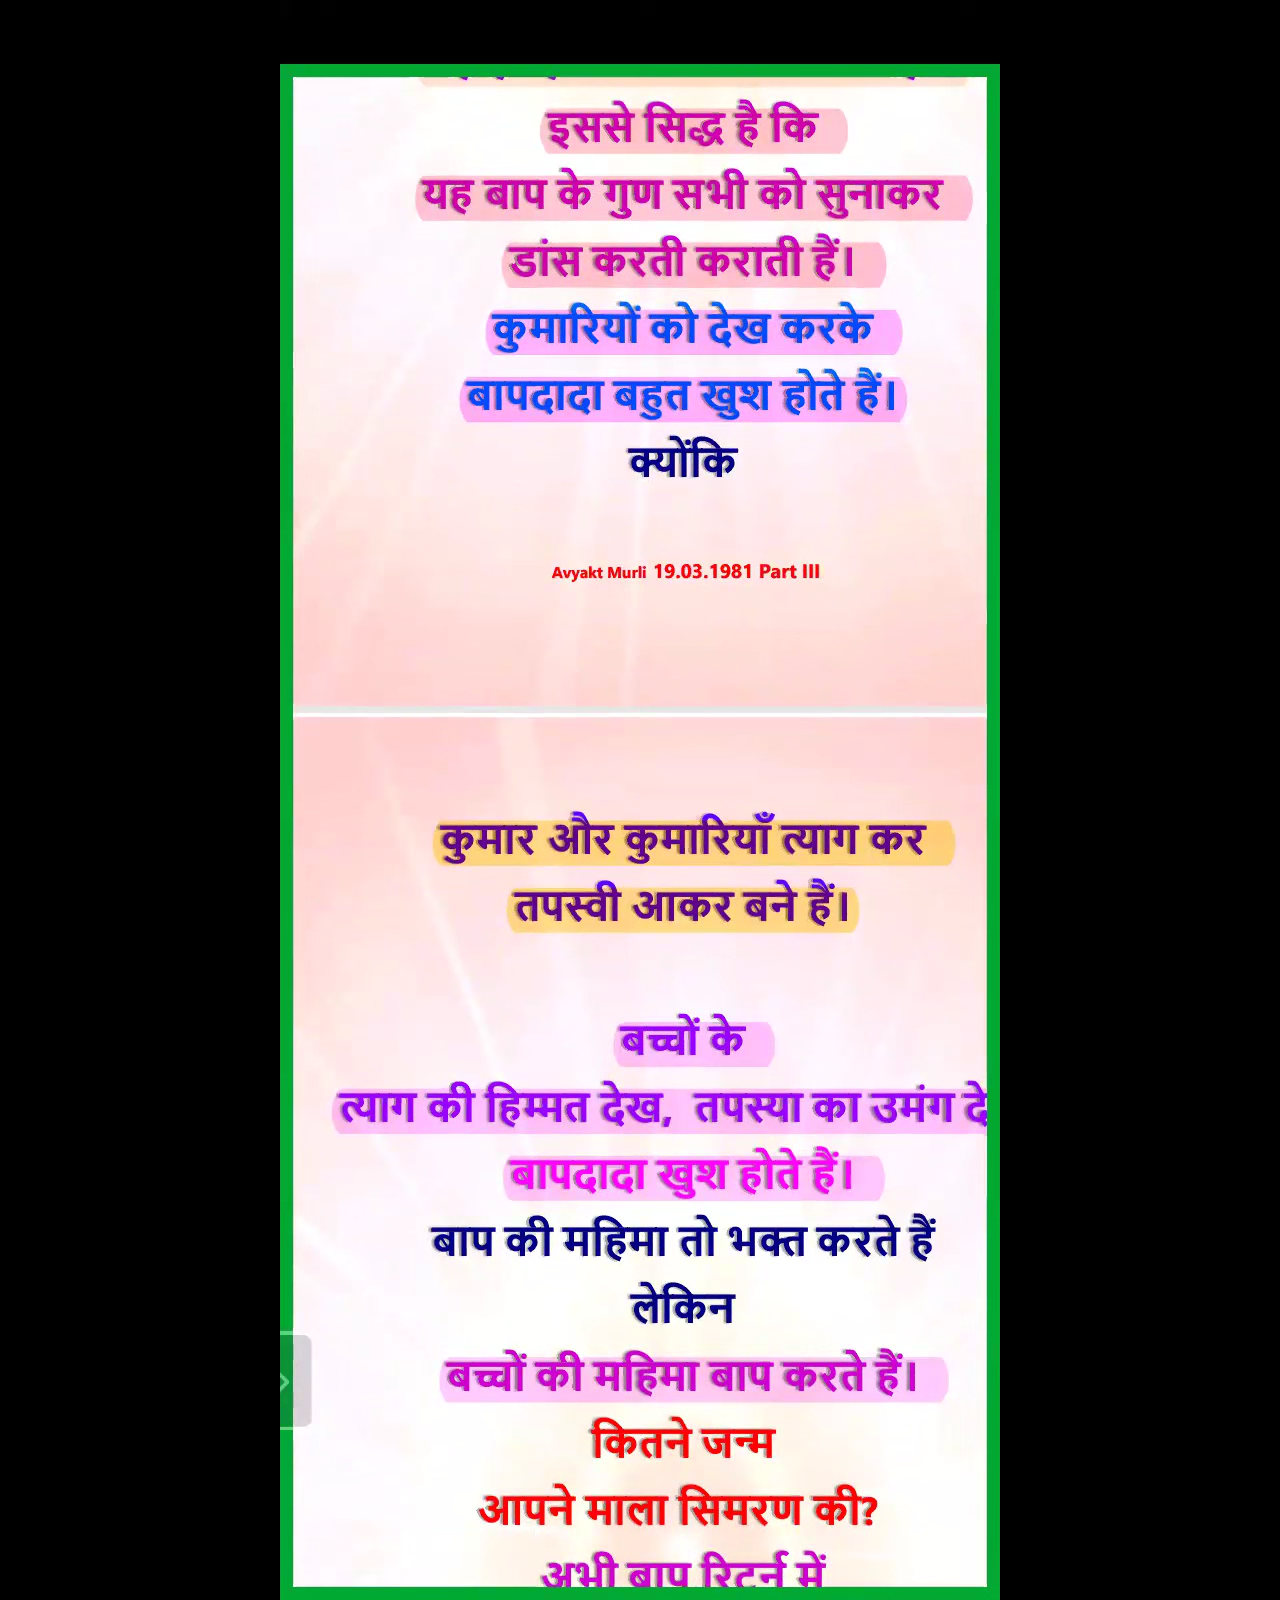 इससे सिद्ध है कि
यह बाप के गुण सभी को सुनाकर
डांस करती कराती हैं।
कुमारियों को देख करके
बापदादा बहुत खुश होते हैं।
क्योंकि
Avyakt Murli 19.03.1981 Part III
कुमार और कुमारियाँ त्याग कर
तपस्वी आकर बने हैं।
बच्चों के
त्याग की हिम्मत देख, तपस्या का उमंग दे
बापदादा खुश होते हैं।
बाप की महिमा तो भक्त करते हैं
लेकिन
बच्चों की महिमा बाप करते हैं।
कितने जन्म
आपने माला सिमरण की?
अभी बाप रिटर्न में